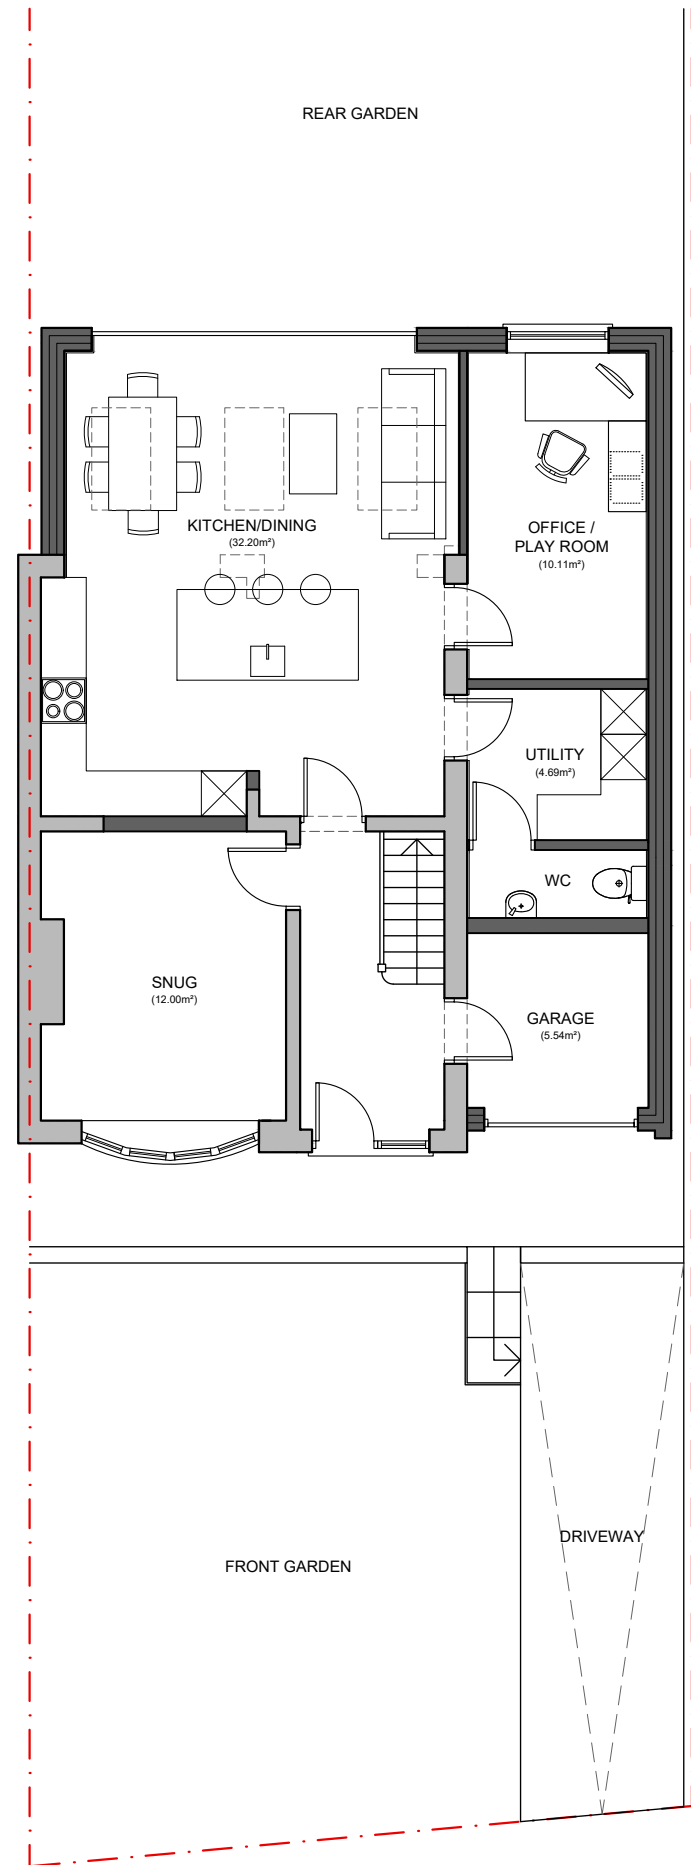 REAR GARDEN
KITCHEN/DINING
(32.20m²)
OFFICE /
PLAY ROOM
(10.11m²)
UTILITY
(4.69m²)
WC
SNUG
(12.00m²)
GARAGE
(5.54m²)
DRIVEWAY
FRONT GARDEN